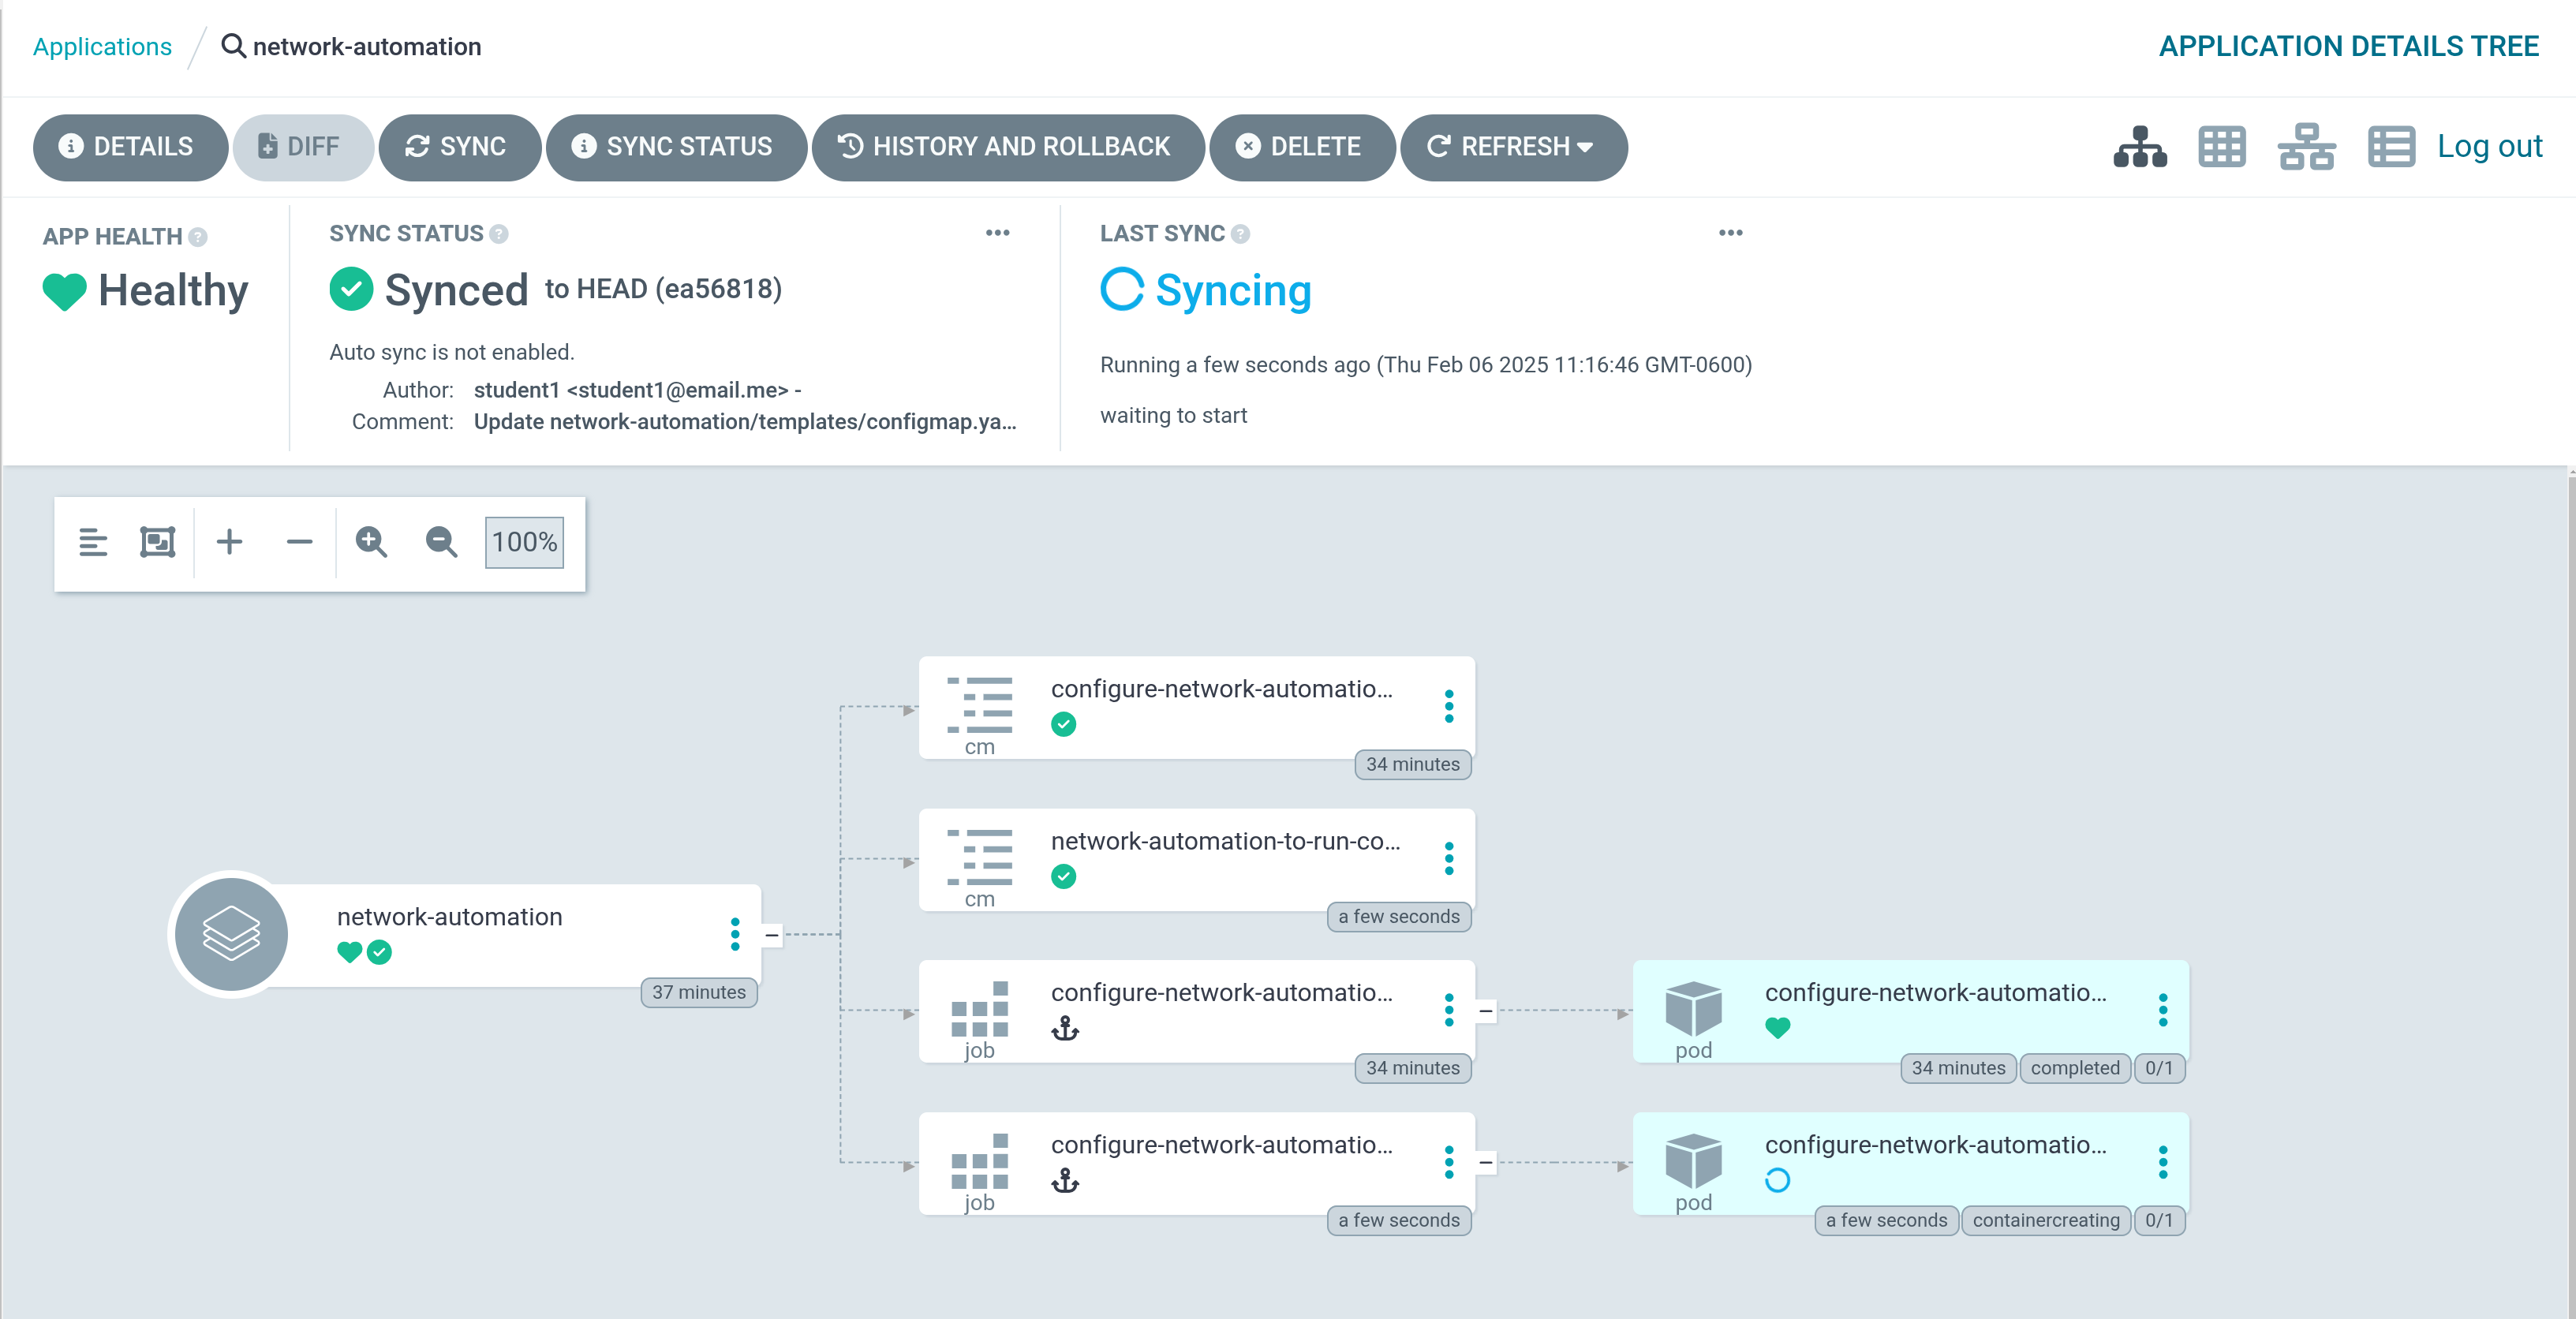 Applications
network-automation
APPLICATION DETAILS TREE
DETAILS
DIFF
SYNC
SYNC STATUS
HISTORY AND ROLLBACK
DELETE
REFRESH
Log out
APP HEALTH
Healthy
SYNC STATUS
Synced to HEAD (ea56818)
Auto sync is not enabled.
Author: student1 <student1@email.me> -
Comment: Update network-automation/templates/configmap.ya...
LAST SYNC
Syncing
Running a few seconds ago (Thu Feb 06 2025 11:16:46 GMT-0600)
waiting to start
100%
configure-network-automatio...
cm
34 minutes
network-automation-to-run-co...
cm
a few seconds
network-automation
37 minutes
configure-network-automatio...
job
34 minutes
configure-network-automatio...
pod
34 minutes completed 0/1
configure-network-automatio...
job
a few seconds
configure-network-automatio...
pod
a few seconds containercreating 0/1